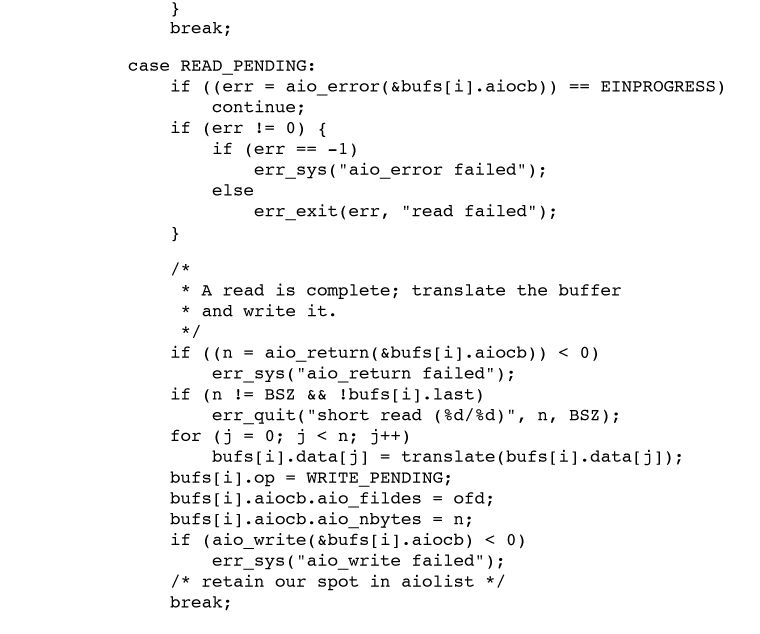 }
        break;

    case READ_PENDING:
        if ((err = aio_error(&bufs[i].aiocb)) == EINPROGRESS)
            continue;
        if (err != 0) {
            if (err == -1)
                err_sys("aio_error failed");
            else
                err_exit(err, "read failed");
        }

        /*
         * A read is complete; translate the buffer
         * and write it.
         */
        if ((n = aio_return(&bufs[i].aiocb)) < 0)
            err_sys("aio_return failed");
        if (n != BSZ && !bufs[i].last)
            err_quit("short read (%d/%d)", n, BSZ);
        for (j = 0; j < n; j++)
            bufs[i].data[j] = translate(bufs[i].data[j]);
        bufs[i].op = WRITE_PENDING;
        bufs[i].aiocb.aio_fildes = ofd;
        bufs[i].aiocb.aio_nbytes = n;
        if (aio_write(&bufs[i].aiocb) < 0)
            err_sys("aio_write failed");
        /* retain our spot in aiolist */
        break;